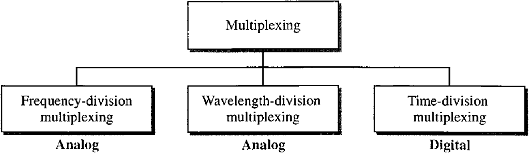 Multiplexing
Frequency-division
multiplexing
Wavelength-division
multiplexing
Time-division
multiplexing
Analog
Analog
Digital